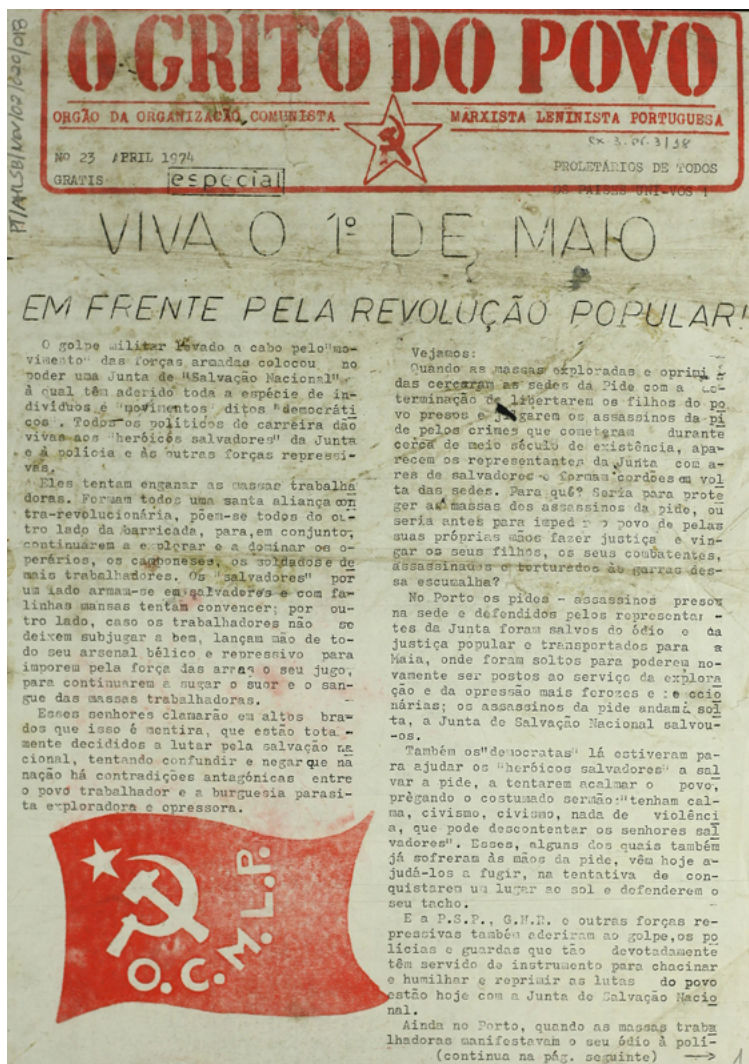 PT/AHLSB/NOV/02/020/018
O GRITO DO POVO
ORGÃO DA ORGANIZAÇÃO COMUNISTA
MARXISTA LENINISTA PORTUGUESA
Nº 23 APRIL 1974
GRATIS especial
PROLETÁRIOS DE TODOS
OS PAISES UNI-VOS !
VIVA O 1º DE MAIO
EM FRENTE PELA REVOLUÇÃO POPULAR!
O golpe militar levado a cabo pelo"mo-
vimento" das forças armadas colocou no
poder uma Junta de "Salvação Nacional"
à qual têm aderido toda a espécie de in-
divíduos e "movimentos ditos "democráti
cos . Todos os políticos de carreira dão
vivas aos "heróicos salvadores" da Junta
e à polícia e às outras forças repressi-
vas.
Eles tentam enganar as massas trabalha
doras. Formam todos uma santa aliança con
tra-revolucionária, põem-se todos do ou-
tro lado da barricada, para,em conjunto,
continuarem a explorar e a dominar os o-
perários, os camponeses, os soldados e de
mais trabalhadores. Os "salvadores" por
um lado armam-se em salvadores e com fa-
linhas mansas tentam convencer; por ou-
tro lado, caso os trabalhadores não se
deixem subjugar a bem, lançam mão de to-
do seu arsenal bélico e repressivo para
imporem pela força das armas o seu jugo,
para continuarem a sugar o suor e o san-
gue das massas trabalhadoras.
Esses senhores clamarão em altos bra-
dos que isso é mentira, que estão tota -
mente decididos a lutar pela salvação na
cional, tentando confundir e negar que na
nação há contradições antagónicas entre
o povo trabalhador e a burguesia parasi-
ta exploradora e opressora.
O.C.M.L.P.
Vejamos:
Quando as massas exploradas e oprimi
das cercaram as sedes da Pide com a de-
terminação de libertarem os filhos do po
vo presos e julgarem os assassinos da pi
de pelos crimes que cometeram durante
cerca de meio século de existência, apa-
recem os representantes da Junta com a-
res de salvadores e formam cordões em vol
ta das sedes. Para quê? Seria para prote
ger as massas dos assassinos da pide, ou
seria antes para impedir o povo de pelas
suas próprias mãos fazer justiça e vin-
gar os seus filhos, os seus combatentes,
assassinados e torturados às garras des-
sa escumalha?
No Porto os pides - assassinos presos
na sede e defendidos pelos representan -
tes da Junta foram salvos do ódio e da
justiça popular e transportados para a
Maia, onde foram soltos para poderem no-
vamente ser postos ao serviço da explora
ção e da opressão mais ferozes e reaccio
nárias; os assassinos da pide andam à sol
ta, a Junta de Salvação Nacional salvou-
-os.
Também os"democratas" lá estiveram pa-
ra ajudar os "heróicos salvadores" a sal
var a pide, a tentarem acalmar o povo,
prègando o costumado sermão:"tenham cal-
ma, civismo, civismo, nada de violênci
a, que pode descontentar os senhores sal
vadores". Esses, alguns dos quais também
já sofreram às mãos da pide, vêm hoje a-
judá-los a fugir, na tentativa de con-
quistarem um lugar ao sol e defenderem o
seu tacho.
E a P.S.P., G.N.R. e outras forças re-
pressivas também aderiram ao golpe,os po
lícias e guardas que tão devotadamente
têm servido de instrumento para chacinar
e humilhar e reprimir as lutas do povo
estão hoje com a Junta de Salvação Nacio
nal.
Ainda no Porto, quando as massas traba
lhadoras manifestavam o seu ódio à polí-
(continua na pág. seguinte) —>